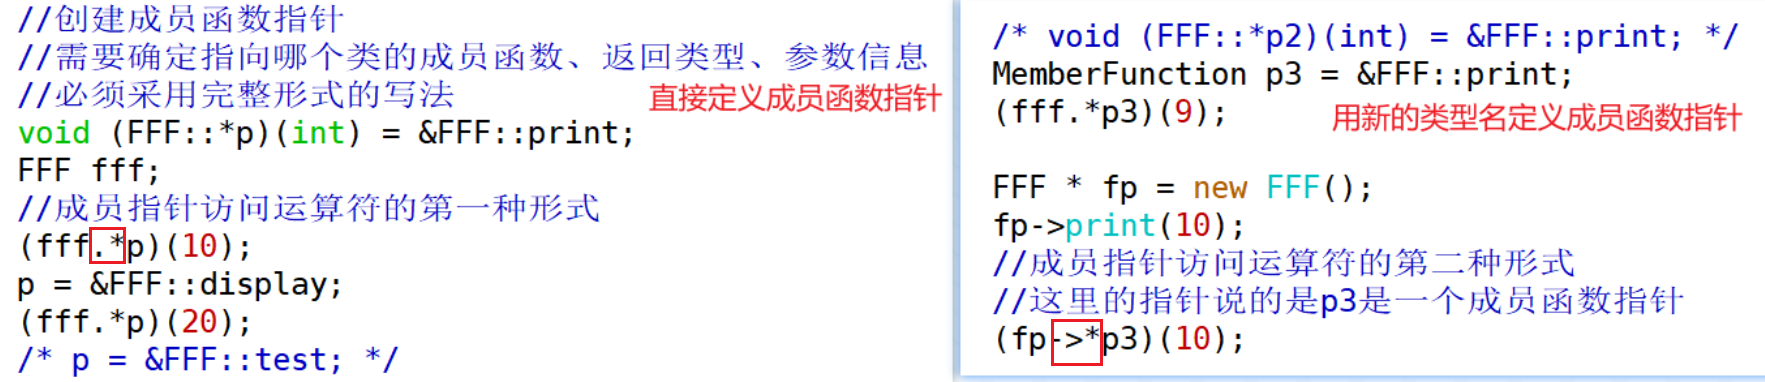 //创建成员函数指针
//需要确定指向哪个类的成员函数、返回类型、参数信息
//必须采用完整形式的写法
直接定义成员函数指针
void (FFF::*p)(int) = &FFF::print;
FFF fff;
//成员指针访问运算符的第一种形式
(fff.*p)(10);
p = &FFF::display;
(fff.*p)(20);
/* p = &FFF::test; */
/* void (FFF::*p2)(int) = &FFF::print; */
MemberFunction p3 = &FFF::print;
(fff.*p3)(9);
用新的类型名定义成员函数指针
FFF * fp = new FFF();
fp->print(10);
//成员指针访问运算符的第二种形式
//这里的指针说的是p3是一个成员函数指针
(fp->*p3)(10);